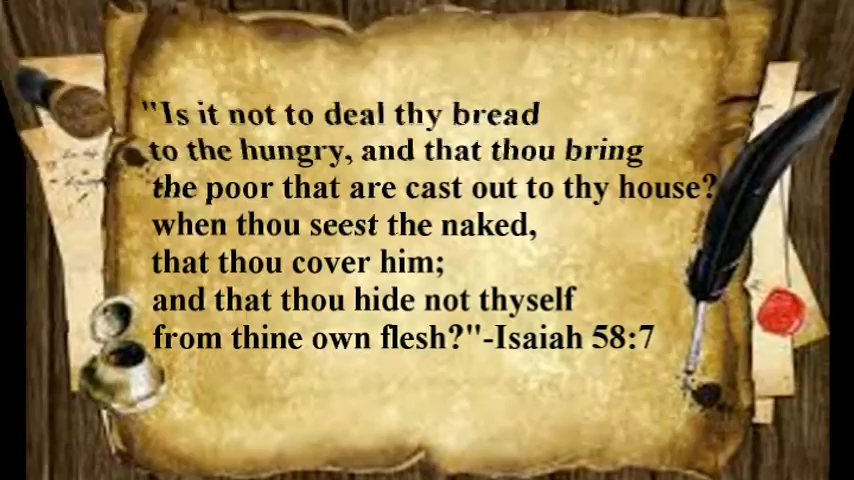 "Is it not to deal thy bread
to the hungry, and that thou bring
the poor that are cast out to thy house?
when thou seest the naked,
that thou cover him;
and that thou hide not thyself
from thine own flesh?"-Isaiah 58:7